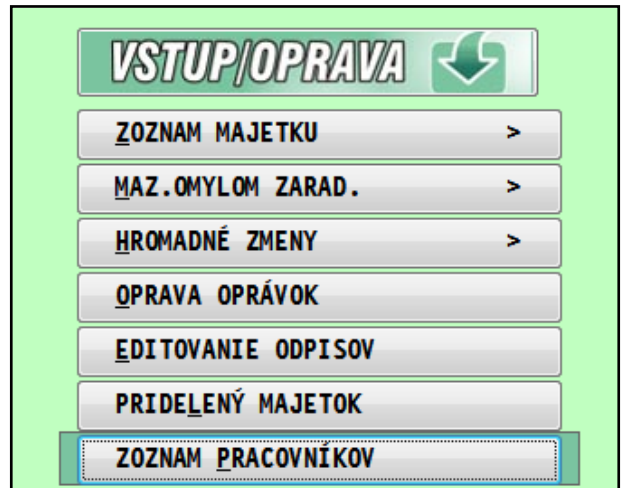 VSTUP/OPRAVA
ZOZNAM MAJETKU >
MAZ.OMYLOM ZARAD. >
HROMADNÉ ZMENY >
OPRAVA OPRÁVOK
EDITOVANIE ODPISOV
PRIDELENÝ MAJETOK
ZOZNAM PRACOVNÍKOV